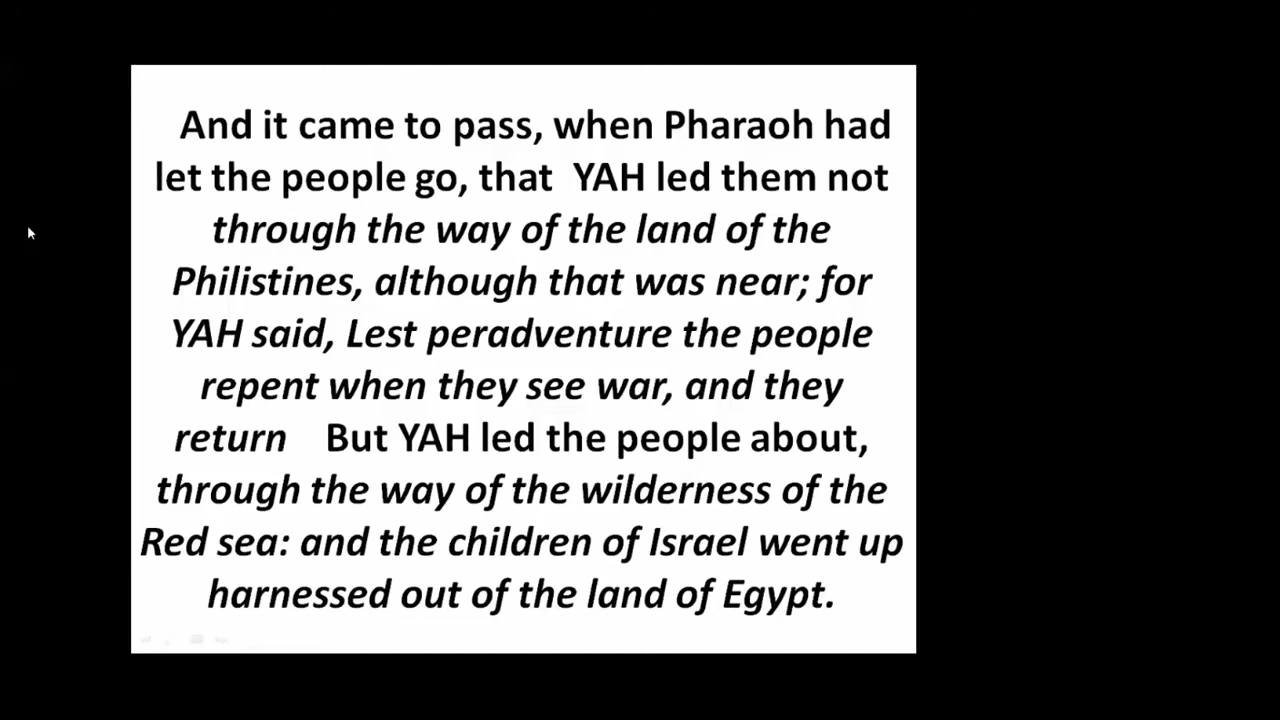 And it came to pass, when Pharaoh had
let the people go, that YAH led them not
through the way of the land of the
Philistines, although that was near; for
YAH said, Lest peradventure the people
repent when they see war, and they
return But YAH led the people about,
through the way of the wilderness of the
Red sea: and the children of Israel went up
harnessed out of the land of Egypt.